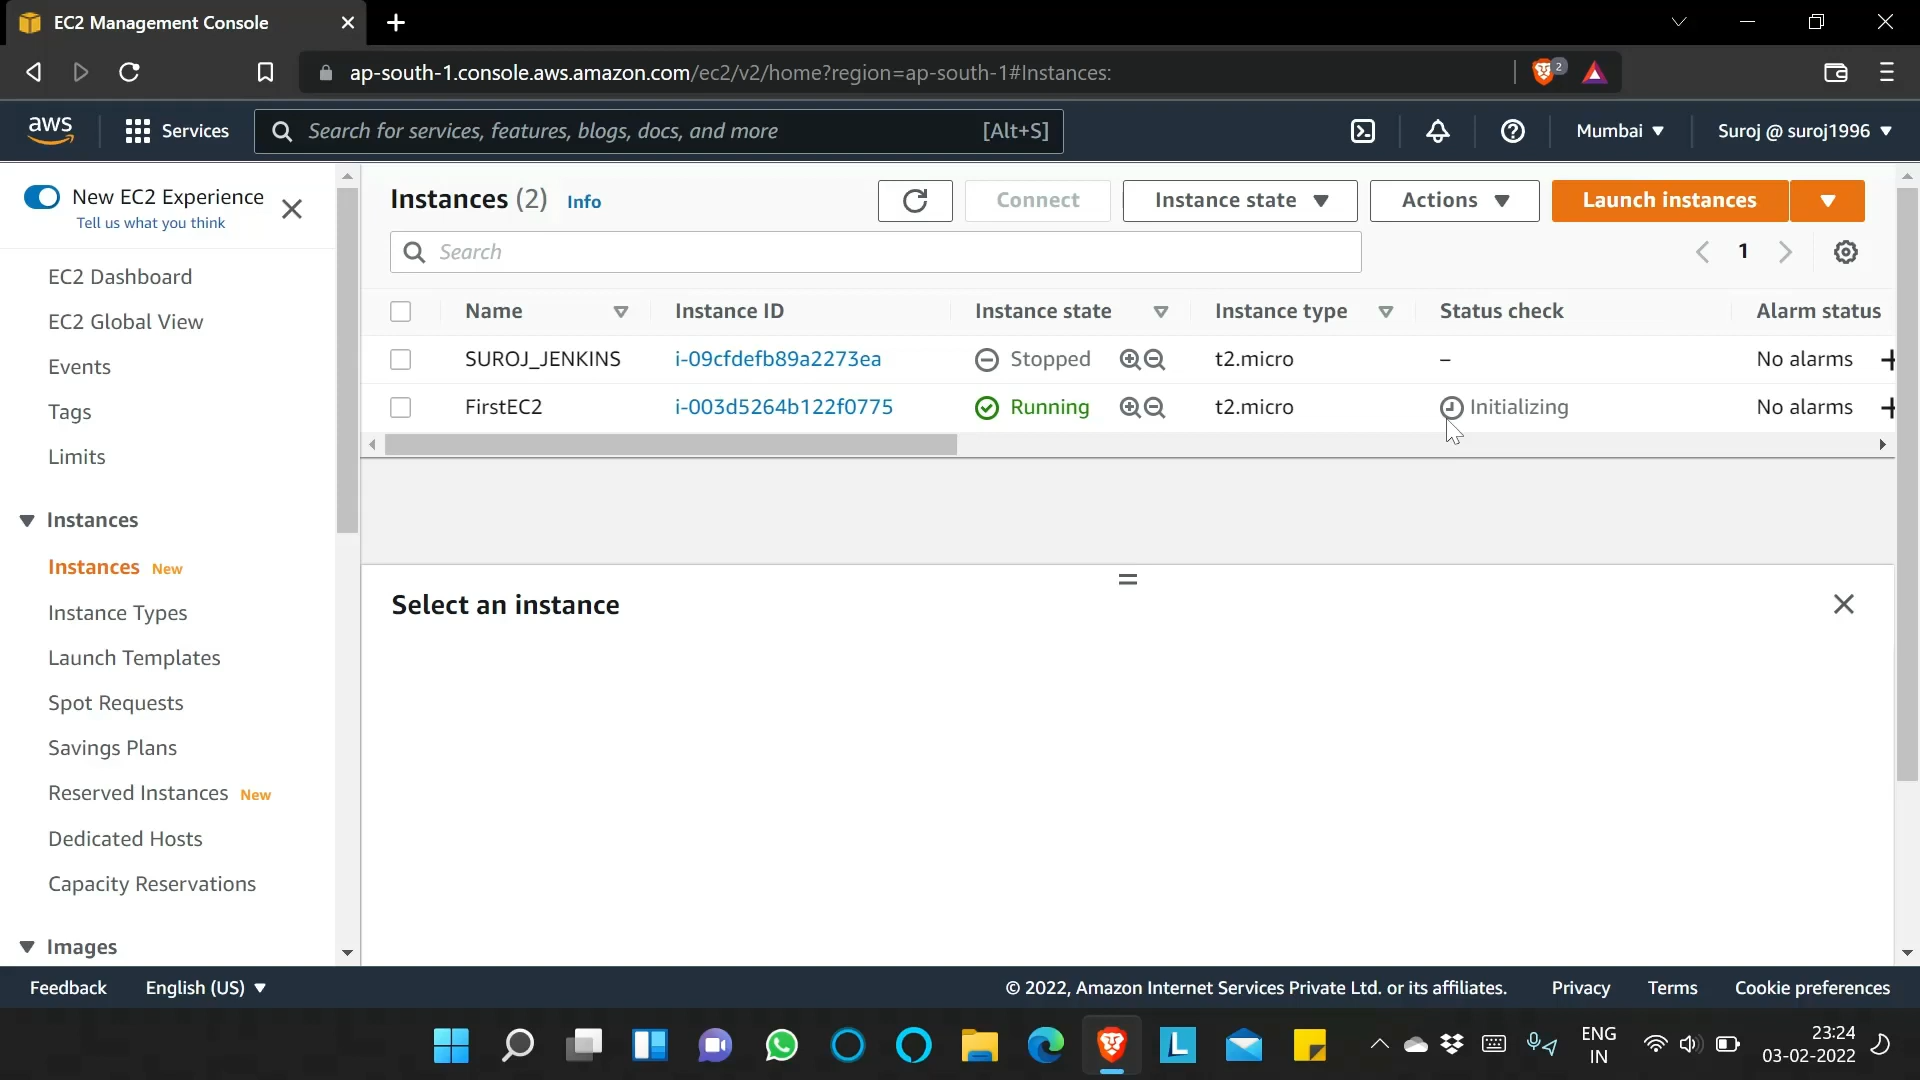 EC2 Management Console
ap-south-1.console.aws.amazon.com/ec2/v2/home?region=ap-south-1#Instances:
2
aws
Services
Search for services, features, blogs, docs, and more
[Alt+S]
Mumbai
Suroj @ suroj1996
New EC2 Experience
Tell us what you think
EC2 Dashboard
EC2 Global View
Events
Tags
Limits
Instances
Instances New
Instance Types
Launch Templates
Spot Requests
Savings Plans
Reserved Instances New
Dedicated Hosts
Capacity Reservations
Images
Instances (2) Info
Connect
Instance state
Actions
Launch instances
Search
1
Name Instance ID Instance state Instance type Status check Alarm status
SUROJ_JENKINS i-09cfdefb89a2273ea Stopped t2.micro – No alarms +
FirstEC2 i-003d5264b122f0775 Running t2.micro Initializing No alarms +
Select an instance
Feedback English (US) © 2022, Amazon Internet Services Private Ltd. or its affiliates. Privacy Terms Cookie preferences
L
ENG
IN
23:24
03-02-2022